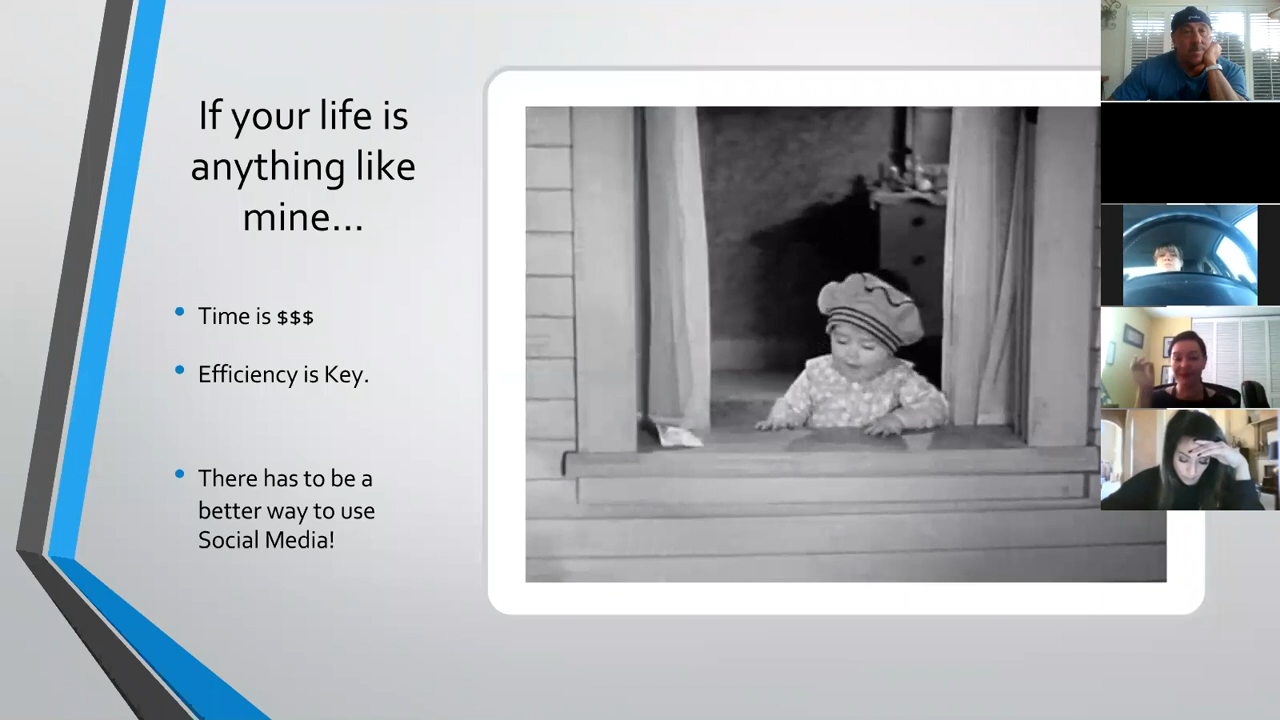 If your life is
anything like
mine...
Time is $$$
Efficiency is Key.
There has to be a
better way to use
Social Media!